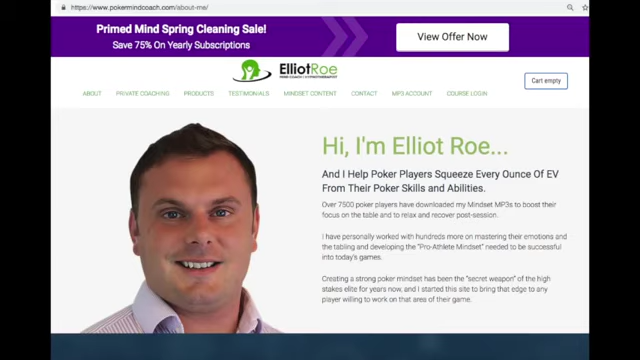 https://www.pokermindcoach.com/about-me/
Primed Mind Spring Cleaning Sale!
Save 75% On Yearly Subscriptions
View Offer Now
ElliotRoe
MIND COACH | HYPNOTHERAPIST
Cart empty
ABOUT PRIVATE COACHING PRODUCTS TESTIMONIALS MINDSET CONTENT CONTACT MP3 ACCOUNT COURSE LOGIN
Hi, I'm Elliot Roe...
And I Help Poker Players Squeeze Every Ounce Of EV
From Their Poker Skills and Abilities.
Over 7500 poker players have downloaded my Mindset MP3s to boost their
focus on the table and to relax and recover post-session.
I have personally worked with hundreds more on mastering their emotions and
the tabling and developing the "Pro-Athlete Mindset" needed to be successful
into today's games.
Creating a strong poker mindset has been the "secret weapon" of the high
stakes elite for years now, and I started this site to bring that edge to any
player willing to work on that area of their game.